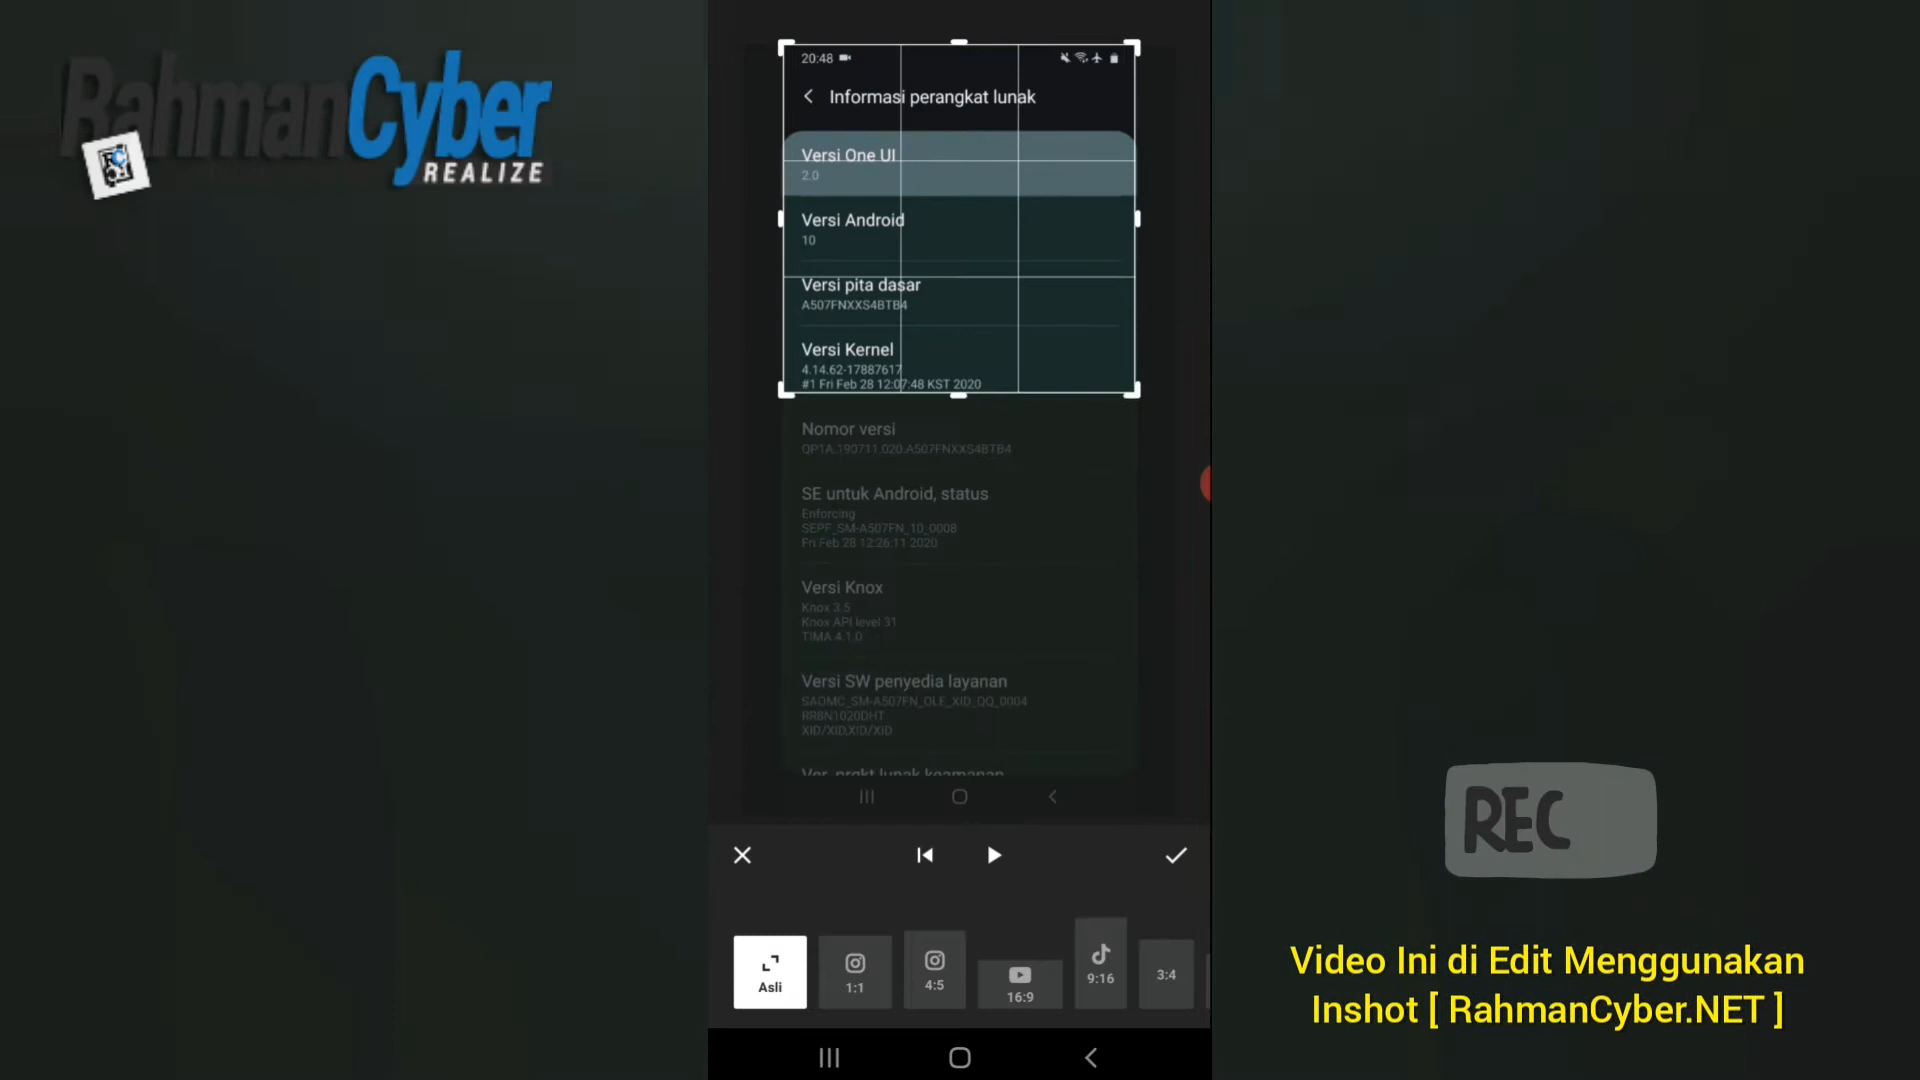 RahmanCyber
REALIZE
20:48
Informasi perangkat lunak
Versi One UI
2.0
Versi Android
10
Versi pita dasar
A507FNXXS4BTB4
Versi Kernel
4.14.62-17887617
#1 Fri Feb 28 12:07:48 KST 2020
Nomor versi
QP1A.190711.020.A507FNXXS4BTB4
SE untuk Android, status
Enforcing
SEPF_SM-A507FN_10_0008
Fri Feb 28 12:26:11 2020
Versi Knox
Knox 3.5
Knox API level 31
TIMA 4.1.0
Versi SW penyedia layanan
SAOMC_SM-A507FN_OLE_XID_QQ_0004
RR8N1020DHT
XID/XID,XID/XID
Ver. prgkt lunak keamanan
Asli
1:1
4:5
16:9
9:16
3:4
REC
Video Ini di Edit Menggunakan
Inshot [ RahmanCyber.NET ]